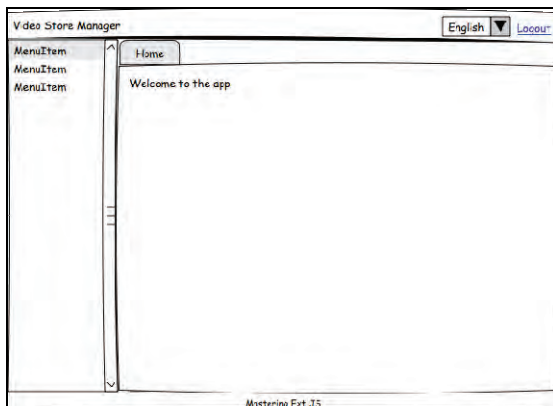 Video Store Manager
English
Logout
MenuItem
MenuItem
MenuItem
Home
Welcome to the app
Mastering Ext JS